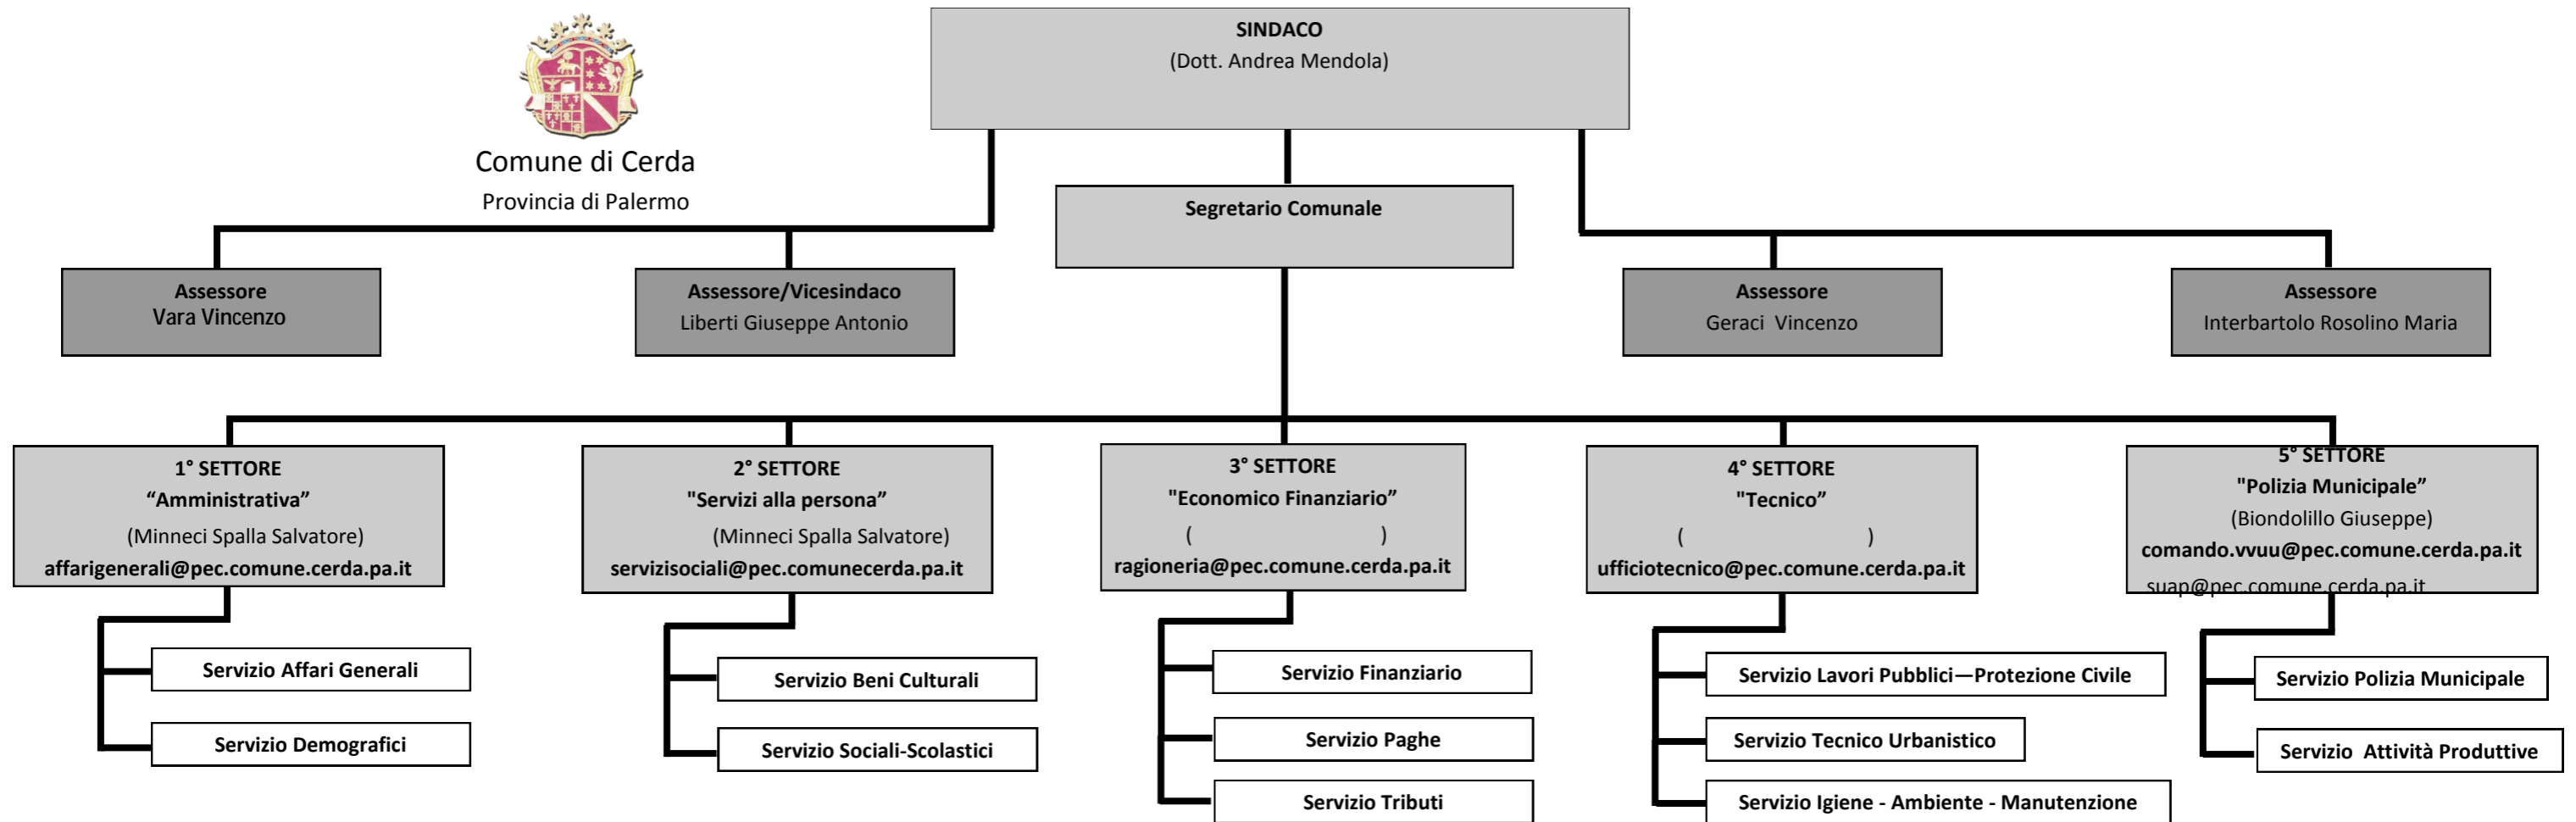 SINDACO
(Dott. Andrea Mendola)
Comune di Cerda
Provincia di Palermo
Segretario Comunale
Assessore
Vara Vincenzo
Assessore/Vicesindaco
Liberti Giuseppe Antonio
Assessore
Geraci  Vincenzo
Assessore
Interbartolo Rosolino Maria
1° SETTORE
“Amministrativa”
(Minneci Spalla Salvatore)
affarigenerali@pec.comune.cerda.pa.it
Servizio Affari Generali
Servizio Demografici
2° SETTORE
"Servizi alla persona”
(Minneci Spalla Salvatore)
servizisociali@pec.comunecerda.pa.it
Servizio Beni Culturali
Servizio Sociali-Scolastici
3° SETTORE
"Economico Finanziario”
(                    )
ragioneria@pec.comune.cerda.pa.it
Servizio Finanziario
Servizio Paghe
Servizio Tributi
4° SETTORE
"Tecnico”
(                    )
ufficiotecnico@pec.comune.cerda.pa.it
Servizio Lavori Pubblici—Protezione Civile
Servizio Tecnico Urbanistico
Servizio Igiene - Ambiente - Manutenzione
5° SETTORE
"Polizia Municipale”
(Biondolillo Giuseppe)
comando.vvuu@pec.comune.cerda.pa.it
suap@pec.comune.cerda.pa.it
Servizio Polizia Municipale
Servizio  Attività Produttive